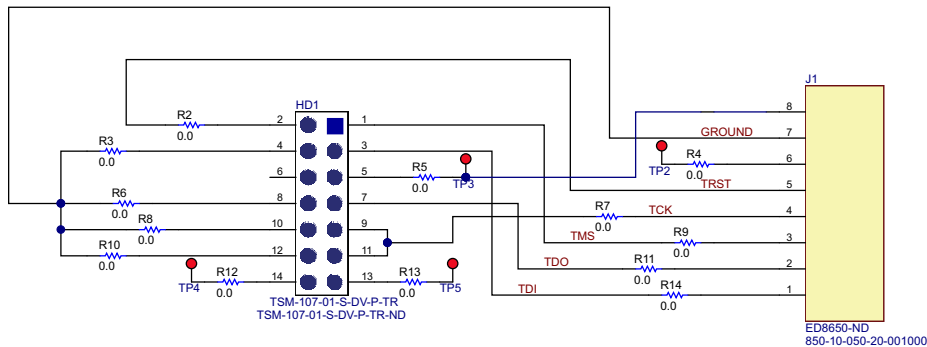 J1
HD1
R2
0.0
2
1
8
GROUND
7
R3
0.0
4
3
TP2
R4
0.0
6
R5
0.0
TP3
6
5
TRST
5
R6
0.0
8
7
R7
0.0
TCK
4
R8
0.0
10
9
TMS
R9
0.0
3
R10
0.0
12
11
TDO
R11
0.0
2
TP4
R12
0.0
14
13
R13
0.0
TP5
TDI
R14
0.0
1
TSM-107-01-S-DV-P-TR
TSM-107-01-S-DV-P-TR-ND
ED8650-ND
850-10-050-20-001000